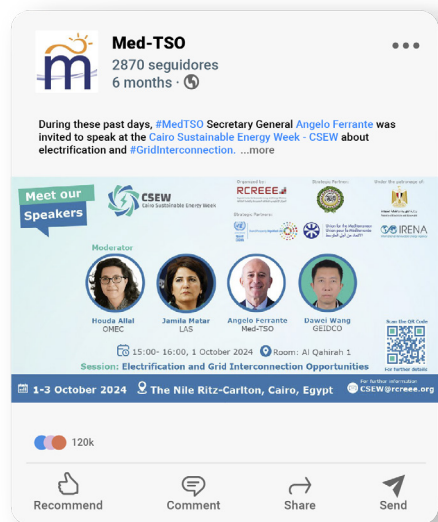 Med-TSO
2870 seguidores
6 months ·
During these past days, #MedTSO Secretary General Angelo Ferrante was
invited to speak at the Cairo Sustainable Energy Week - CSEW about
electrification and #GridInterconnection. ...more
Meet our
Speakers
CSEW
Cairo Sustainable Energy Week
Organised by:
RCREEE
Strategic Partner:
Under the patronage of:
Strategic Partners:
IRENA
Moderator
Houda Allal
OMEC
Jamila Matar
LAS
Angelo Ferrante
Med-TSO
Dawei Wang
GEIDCO
Scan the QR Code
For further details
15:00- 16:00, 1 October 2024
Room: Al Qahirah 1
Session: Electrification and Grid Interconnection Opportunities
1-3 October 2024
The Nile Ritz-Carlton, Cairo, Egypt
For further information
CSEW@rcreee.org
120k
Recommend
Comment
Share
Send